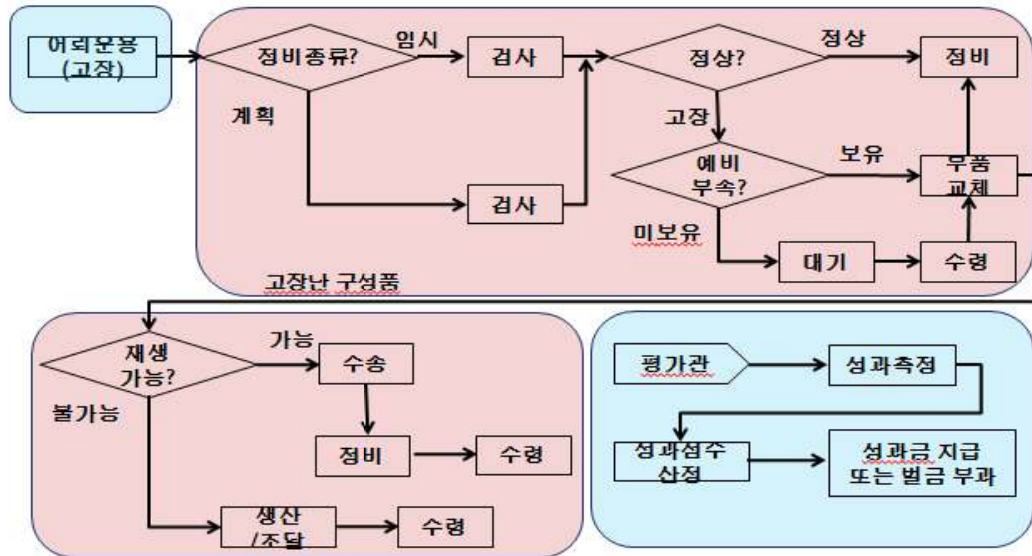 어뢰운용
(고장)
정비종류?
임시
검사
정상?
정상
정비
계획
고장
예비
부속?
보유
부품
교체
검사
미보유
대기
수령
고장난 구성품
재생
가능?
가능
수송
불가능
정비
수령
생산
/조달
수령
평가관
성과측정
성과점수
산정
성과금 지급
또는 벌금 부과